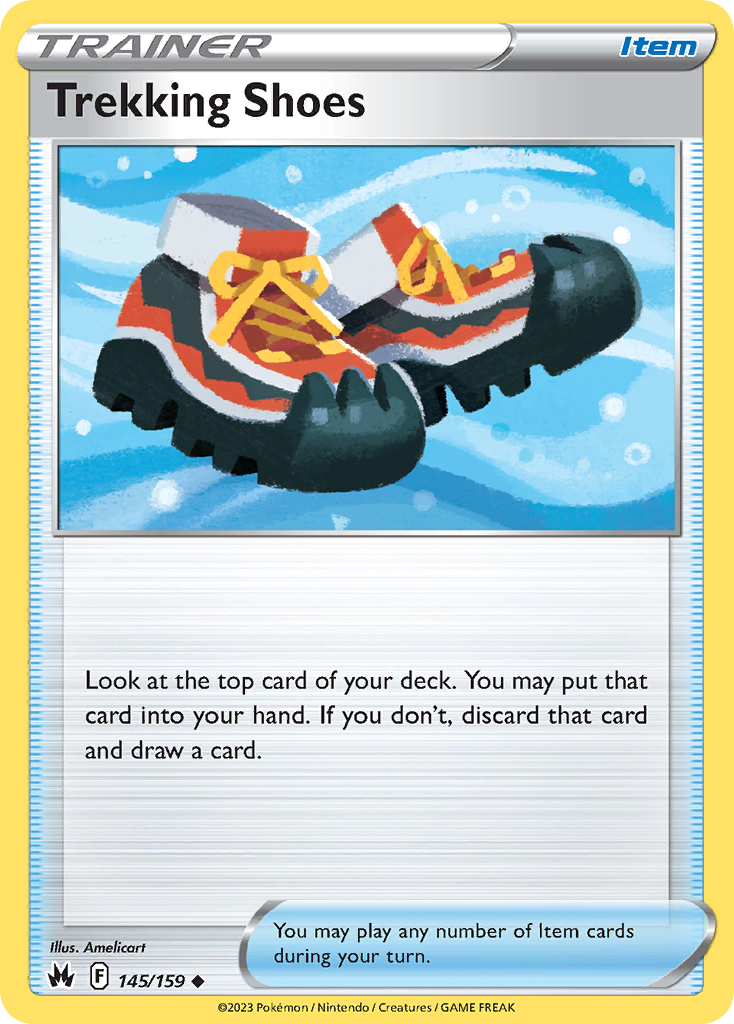 TRAINER
Item
Trekking Shoes
Look at the top card of your deck. You may put that
card into your hand. If you don't, discard that card
and draw a card.
You may play any number of Item cards
during your turn.
Illus. Amelicart
F 145/159
©2023 Pokémon / Nintendo / Creatures / GAME FREAK